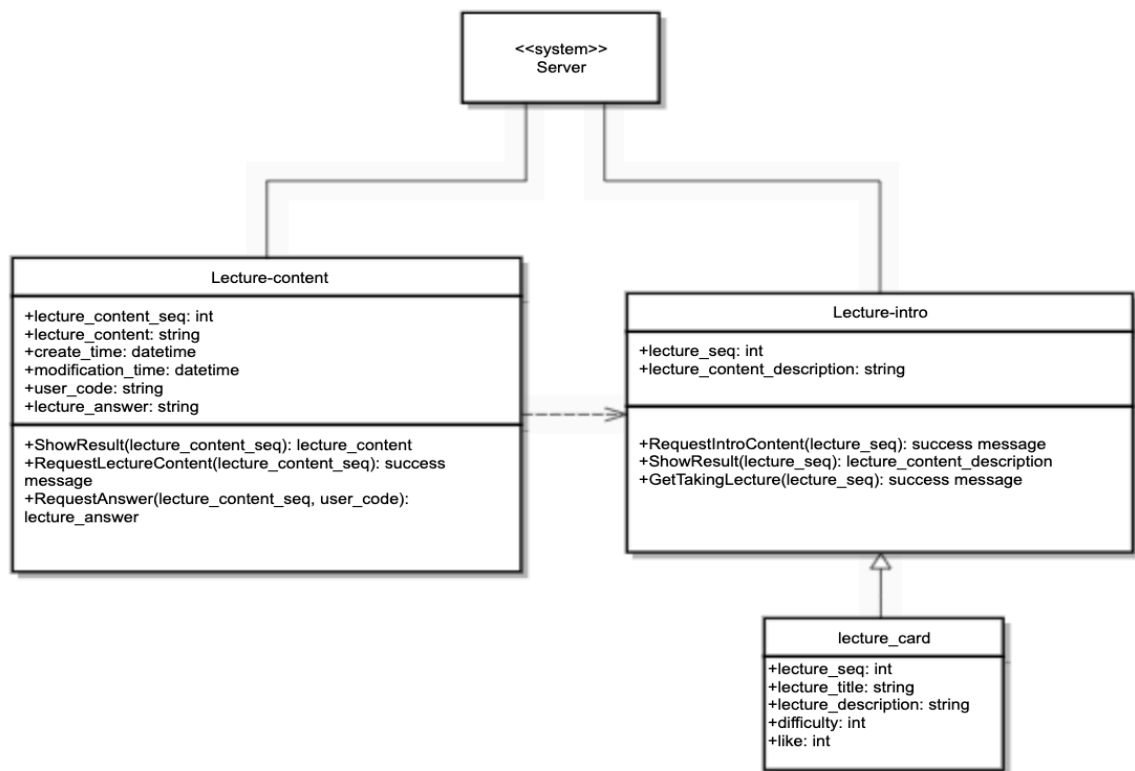 <<system>>
Server
Lecture-content
+lecture_content_seq: int
+lecture_content: string
+create_time: datetime
+modification_time: datetime
+user_code: string
+lecture_answer: string
+ShowResult(lecture_content_seq): lecture_content
+RequestLectureContent(lecture_content_seq): success
message
+RequestAnswer(lecture_content_seq, user_code):
lecture_answer
Lecture-intro
+lecture_seq: int
+lecture_content_description: string
+RequestIntroContent(lecture_seq): success message
+ShowResult(lecture_seq): lecture_content_description
+GetTakingLecture(lecture_seq): success message
lecture_card
+lecture_seq: int
+lecture_title: string
+lecture_description: string
+difficulty: int
+like: int